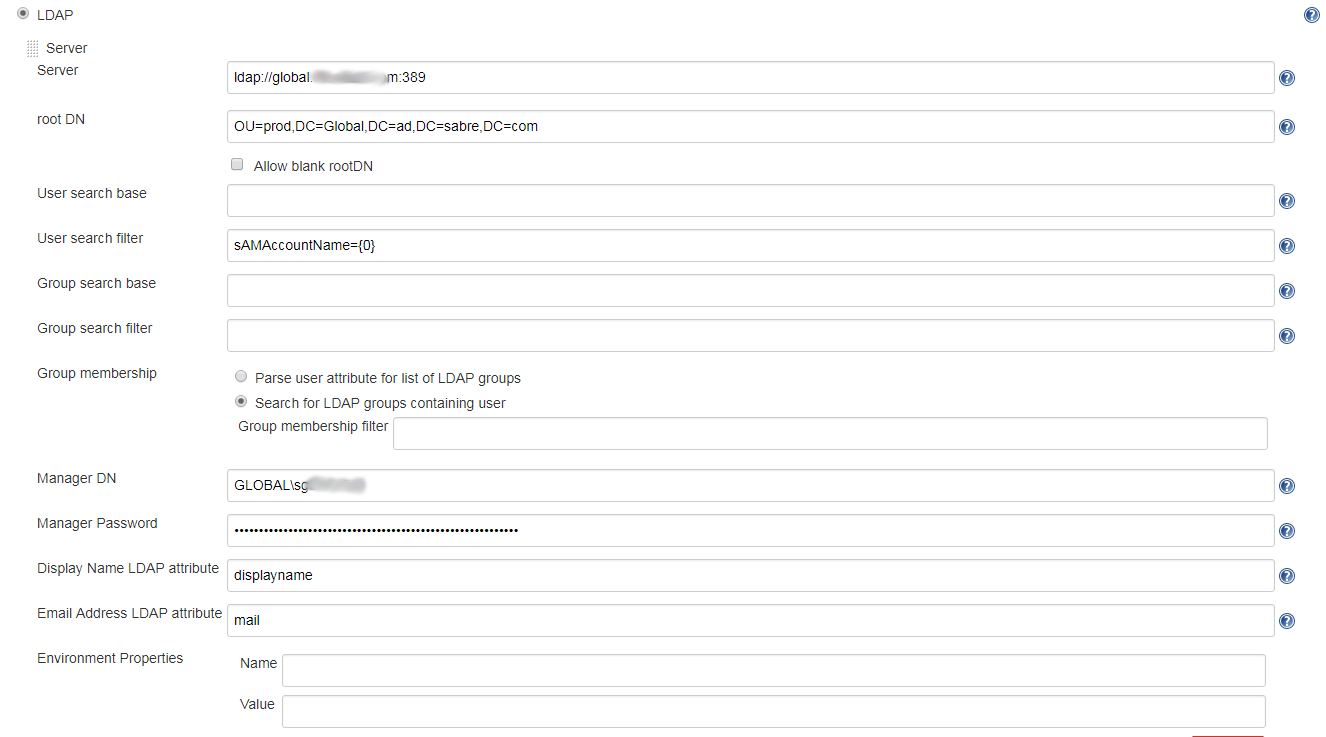 LDAP
Server
Server
ldap://global. m:389
root DN
OU=prod,DC=Global,DC=ad,DC=sabre,DC=com
Allow blank rootDN
User search base
User search filter
sAMAccountName={0}
Group search base
Group search filter
Group membership
Parse user attribute for list of LDAP groups
Search for LDAP groups containing user
Group membership filter
Manager DN
GLOBAL\sg
Manager Password
Display Name LDAP attribute
displayname
Email Address LDAP attribute
mail
Environment Properties
Name
Value